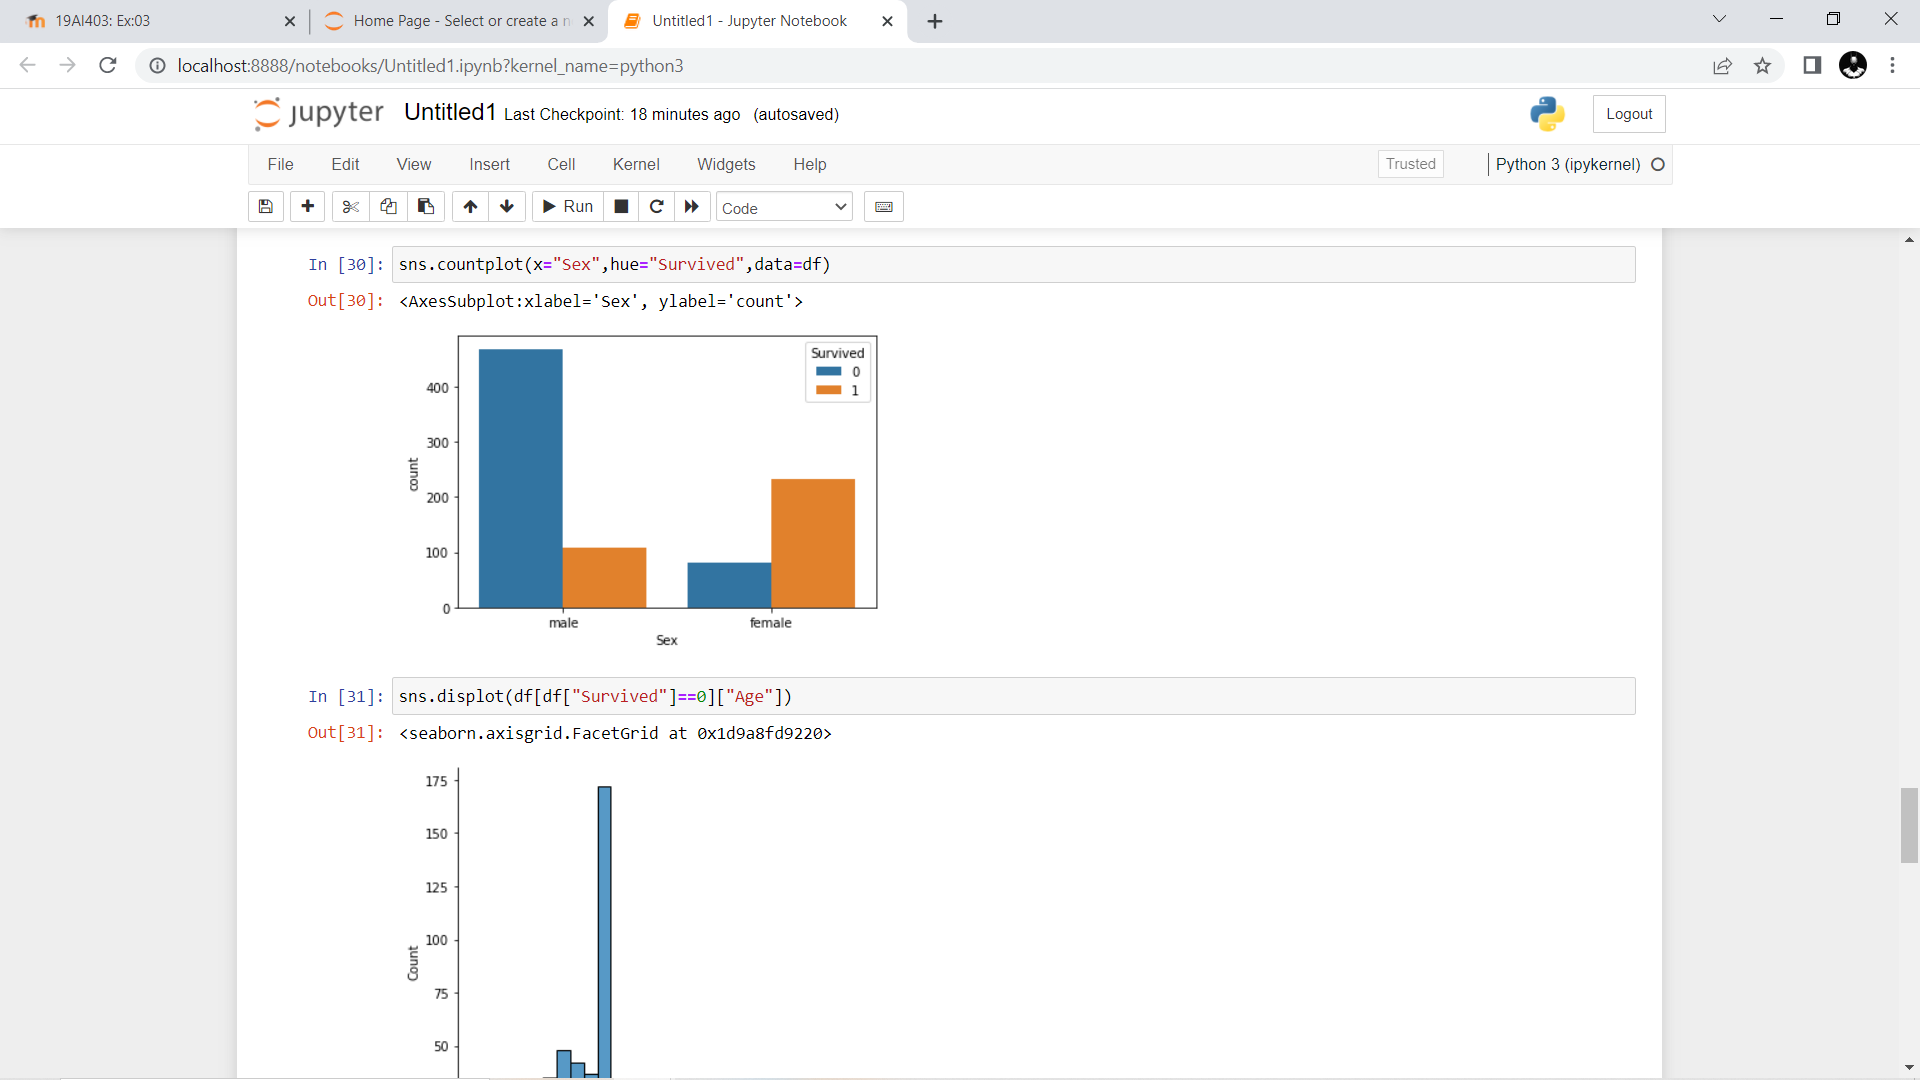 19AI403: Ex:03
Home Page - Select or create a n
Untitled1 - Jupyter Notebook
localhost:8888/notebooks/Untitled1.ipynb?kernel_name=python3
jupyter Untitled1 Last Checkpoint: 18 minutes ago (autosaved)
Logout
File Edit View Insert Cell Kernel Widgets Help
Trusted
Python 3 (ipykernel)
Run
Code
In [30]: sns.countplot(x="Sex",hue="Survived",data=df)
Out[30]: <AxesSubplot:xlabel='Sex', ylabel='count'>
Survived
0
1
400
300
200
100
0
count
male
female
Sex
In [31]: sns.displot(df[df["Survived"]==0]["Age"])
Out[31]: <seaborn.axisgrid.FacetGrid at 0x1d9a8fd9220>
175
150
125
100
75
50
Count